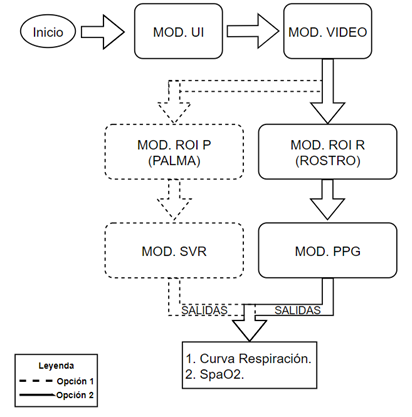 Inicio
MOD. UI
MOD. VIDEO
MOD. ROI P
(PALMA)
MOD. ROI R
(ROSTRO)
MOD. SVR
MOD. PPG
SALIDAS
SALIDAS
1. Curva Respiración.
2. SpaO2.
Leyenda
Opción 1
Opción 2